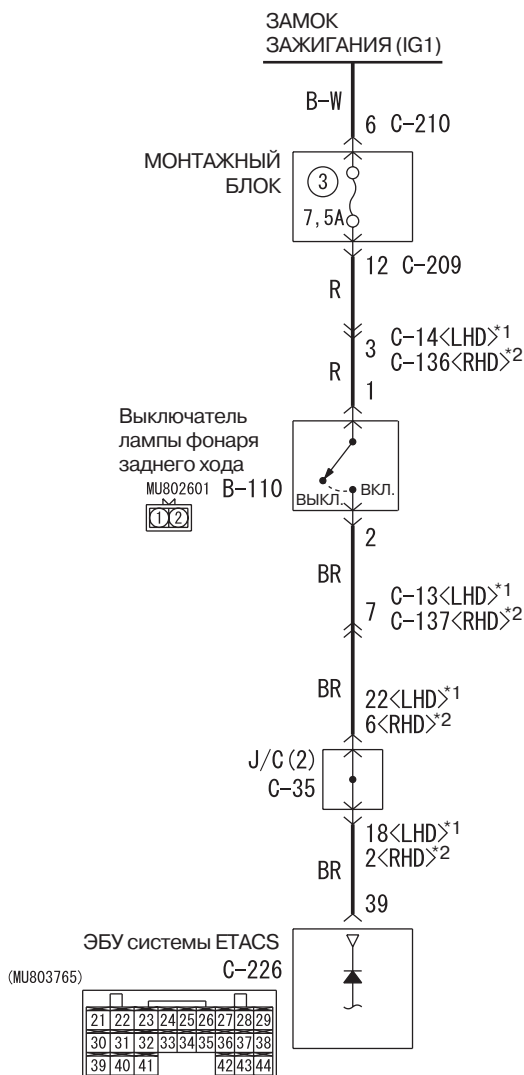 ЗАМОК
ЗАЖИГАНИЯ (IG1)
B-W
6 C-210
МОНТАЖНЫЙ
БЛОК
3
7,5A
12 C-209
R
3 C-14<LHD>*1
C-136<RHD>*2
R
1
Выключатель
лампы фонаря
заднего хода
MU802601 B-110
1 2
ВЫКЛ. ВКЛ.
2
BR
7 C-13<LHD>*1
C-137<RHD>*2
BR
22<LHD>*1
6<RHD>*2
J/C(2)
C-35
18<LHD>*1
2<RHD>*2
BR
39
ЭБУ системы ETACS
C-226
(MU803765)
21 22 23 24 25 26 27 28 29
30 31 32 33 34 35 36 37 38
39 40 41 42 43 44